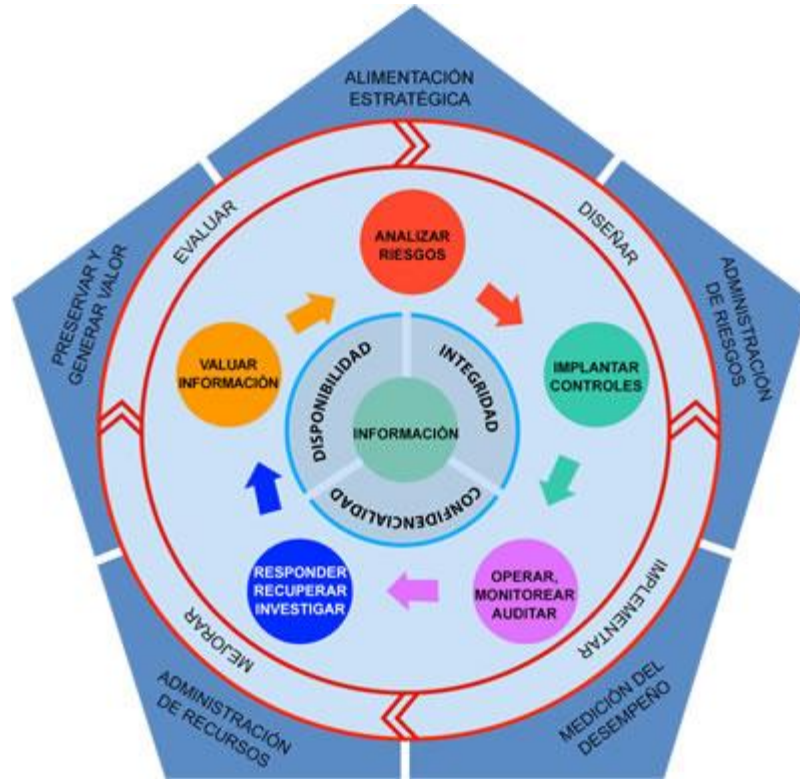 ALIMENTACIÓN
ESTRATÉGICA
EVALUAR
DISEÑAR
PRESERVAR Y
GENERAR VALOR
ADMINISTRACIÓN
DE RIESGOS
ANALIZAR
RIESGOS
VALUAR
INFORMACIÓN
IMPLANTAR
CONTROLES
DISPONIBILIDAD
INTEGRIDAD
INFORMACIÓN
CONFIDENCIALIDAD
RESPONDER
RECUPERAR
INVESTIGAR
OPERAR,
MONITOREAR
AUDITAR
MEJORAR
IMPLEMENTAR
ADMINISTRACIÓN
DE RECURSOS
MEDICIÓN DEL
DESEMPEÑO